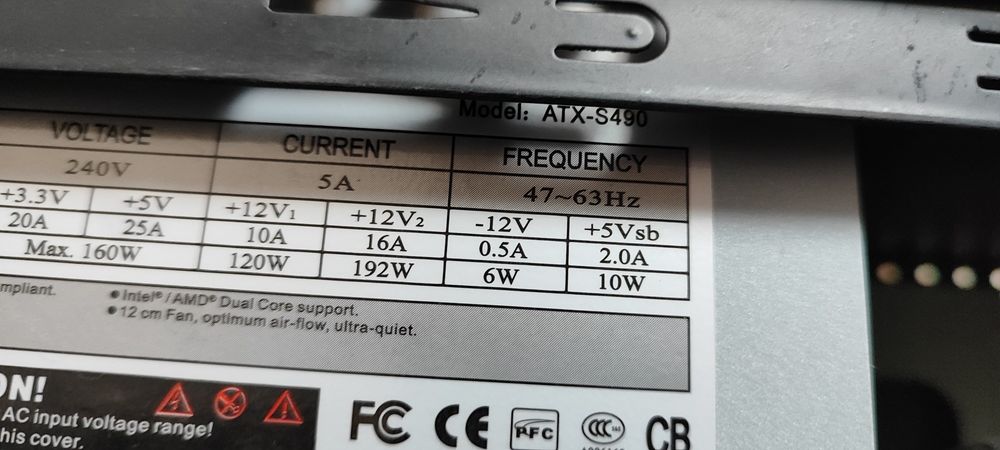 Model: ATX-S490
VOLTAGE CURRENT FREQUENCY
240V 5A 47~63Hz
+3.3V +5V +12V1 +12V2 -12V +5Vsb
20A 25A 10A 16A 0.5A 2.0A
Max. 160W 120W 192W 6W 10W
mpliant. ● Intel® / AMD® Dual Core support.
● 12 cm Fan, optimum air-flow, ultra-quiet.
ON!
AC input voltage range!
his cover.
FC CE PFC CCC CB